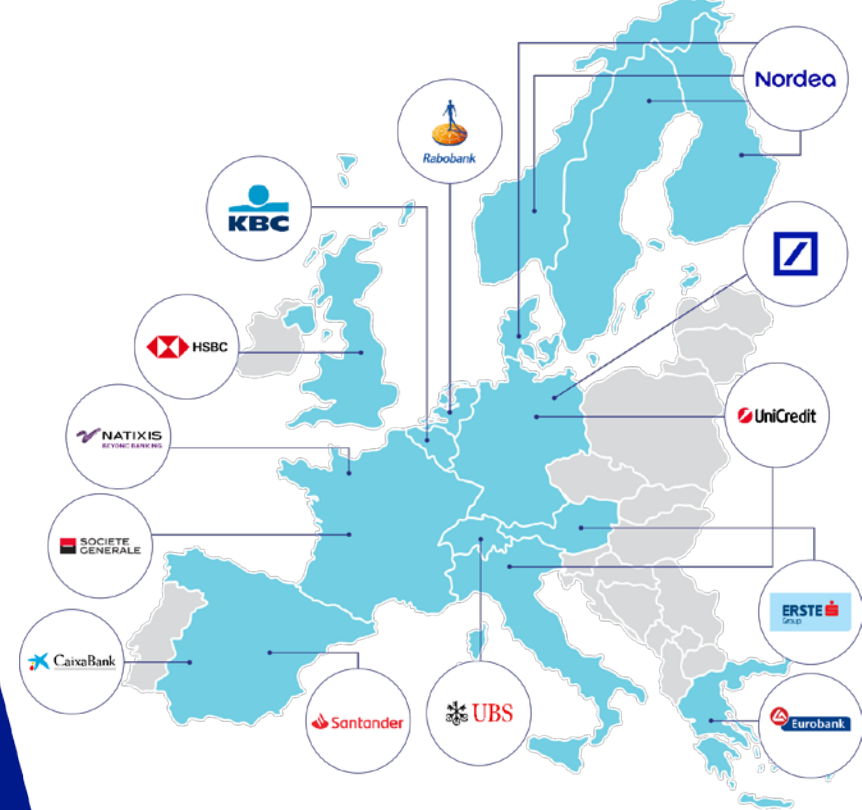 Nordea
Rabobank
KBC
HSBC
UniCredit
NATIXIS
BEYOND BANKING
SOCIETE
GENERALE
ERSTE
Group
CaixaBank
Santander
UBS
Eurobank